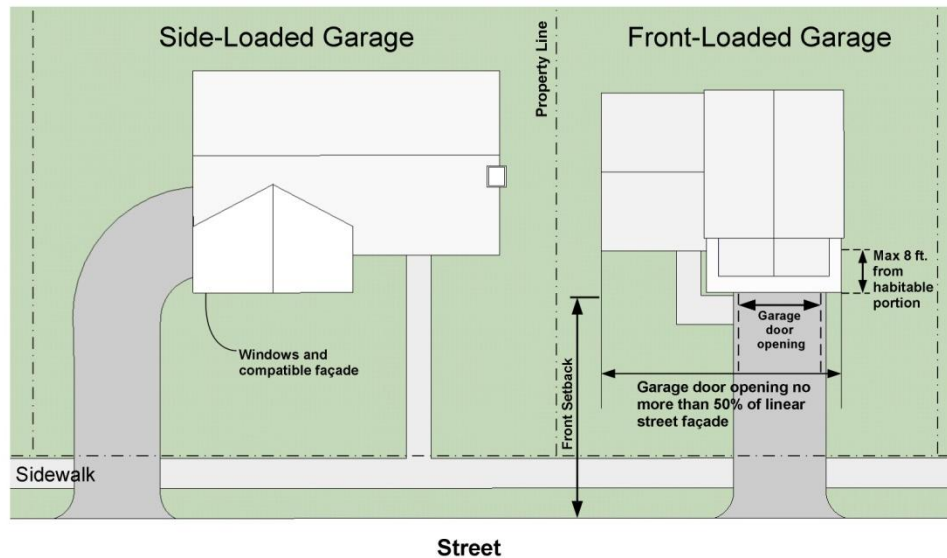 Side-Loaded Garage
Property Line
Front-Loaded Garage
Max 8 ft.
from
habitable
portion
Garage
door
opening
Windows and
compatible façade
Front Setback
Garage door opening no
more than 50% of linear
street façade
Sidewalk
Street